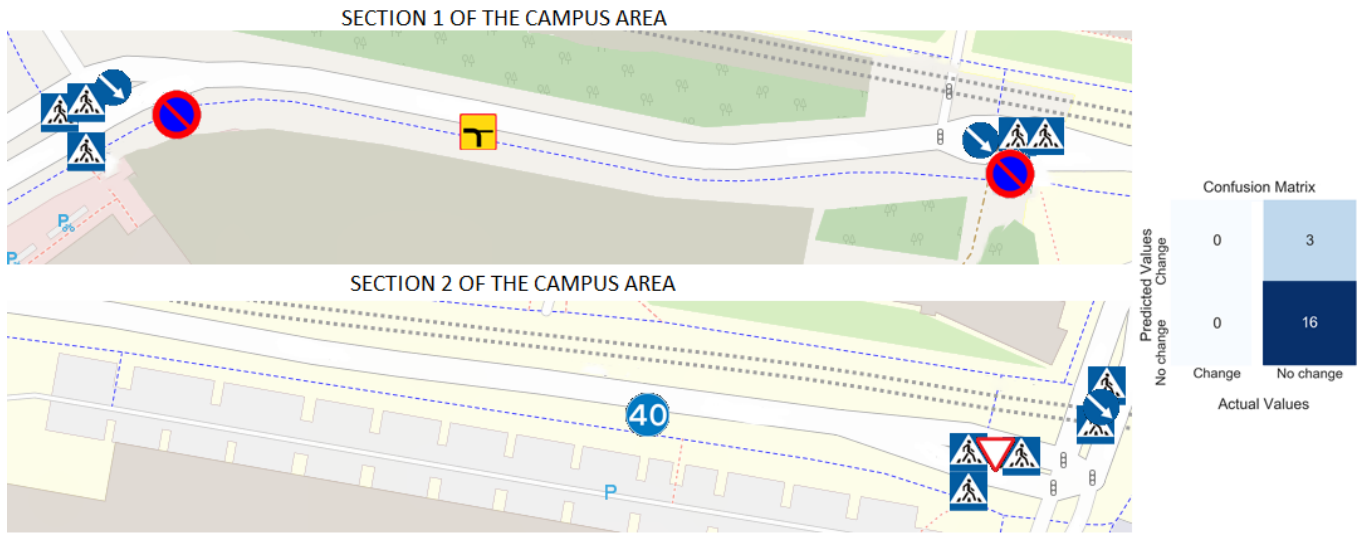 SECTION 1 OF THE CAMPUS AREA
P
P
SECTION 2 OF THE CAMPUS AREA
40
P
Confusion Matrix
Predicted Values
Change
No change
0
3
0
16
Change
No change
Actual Values